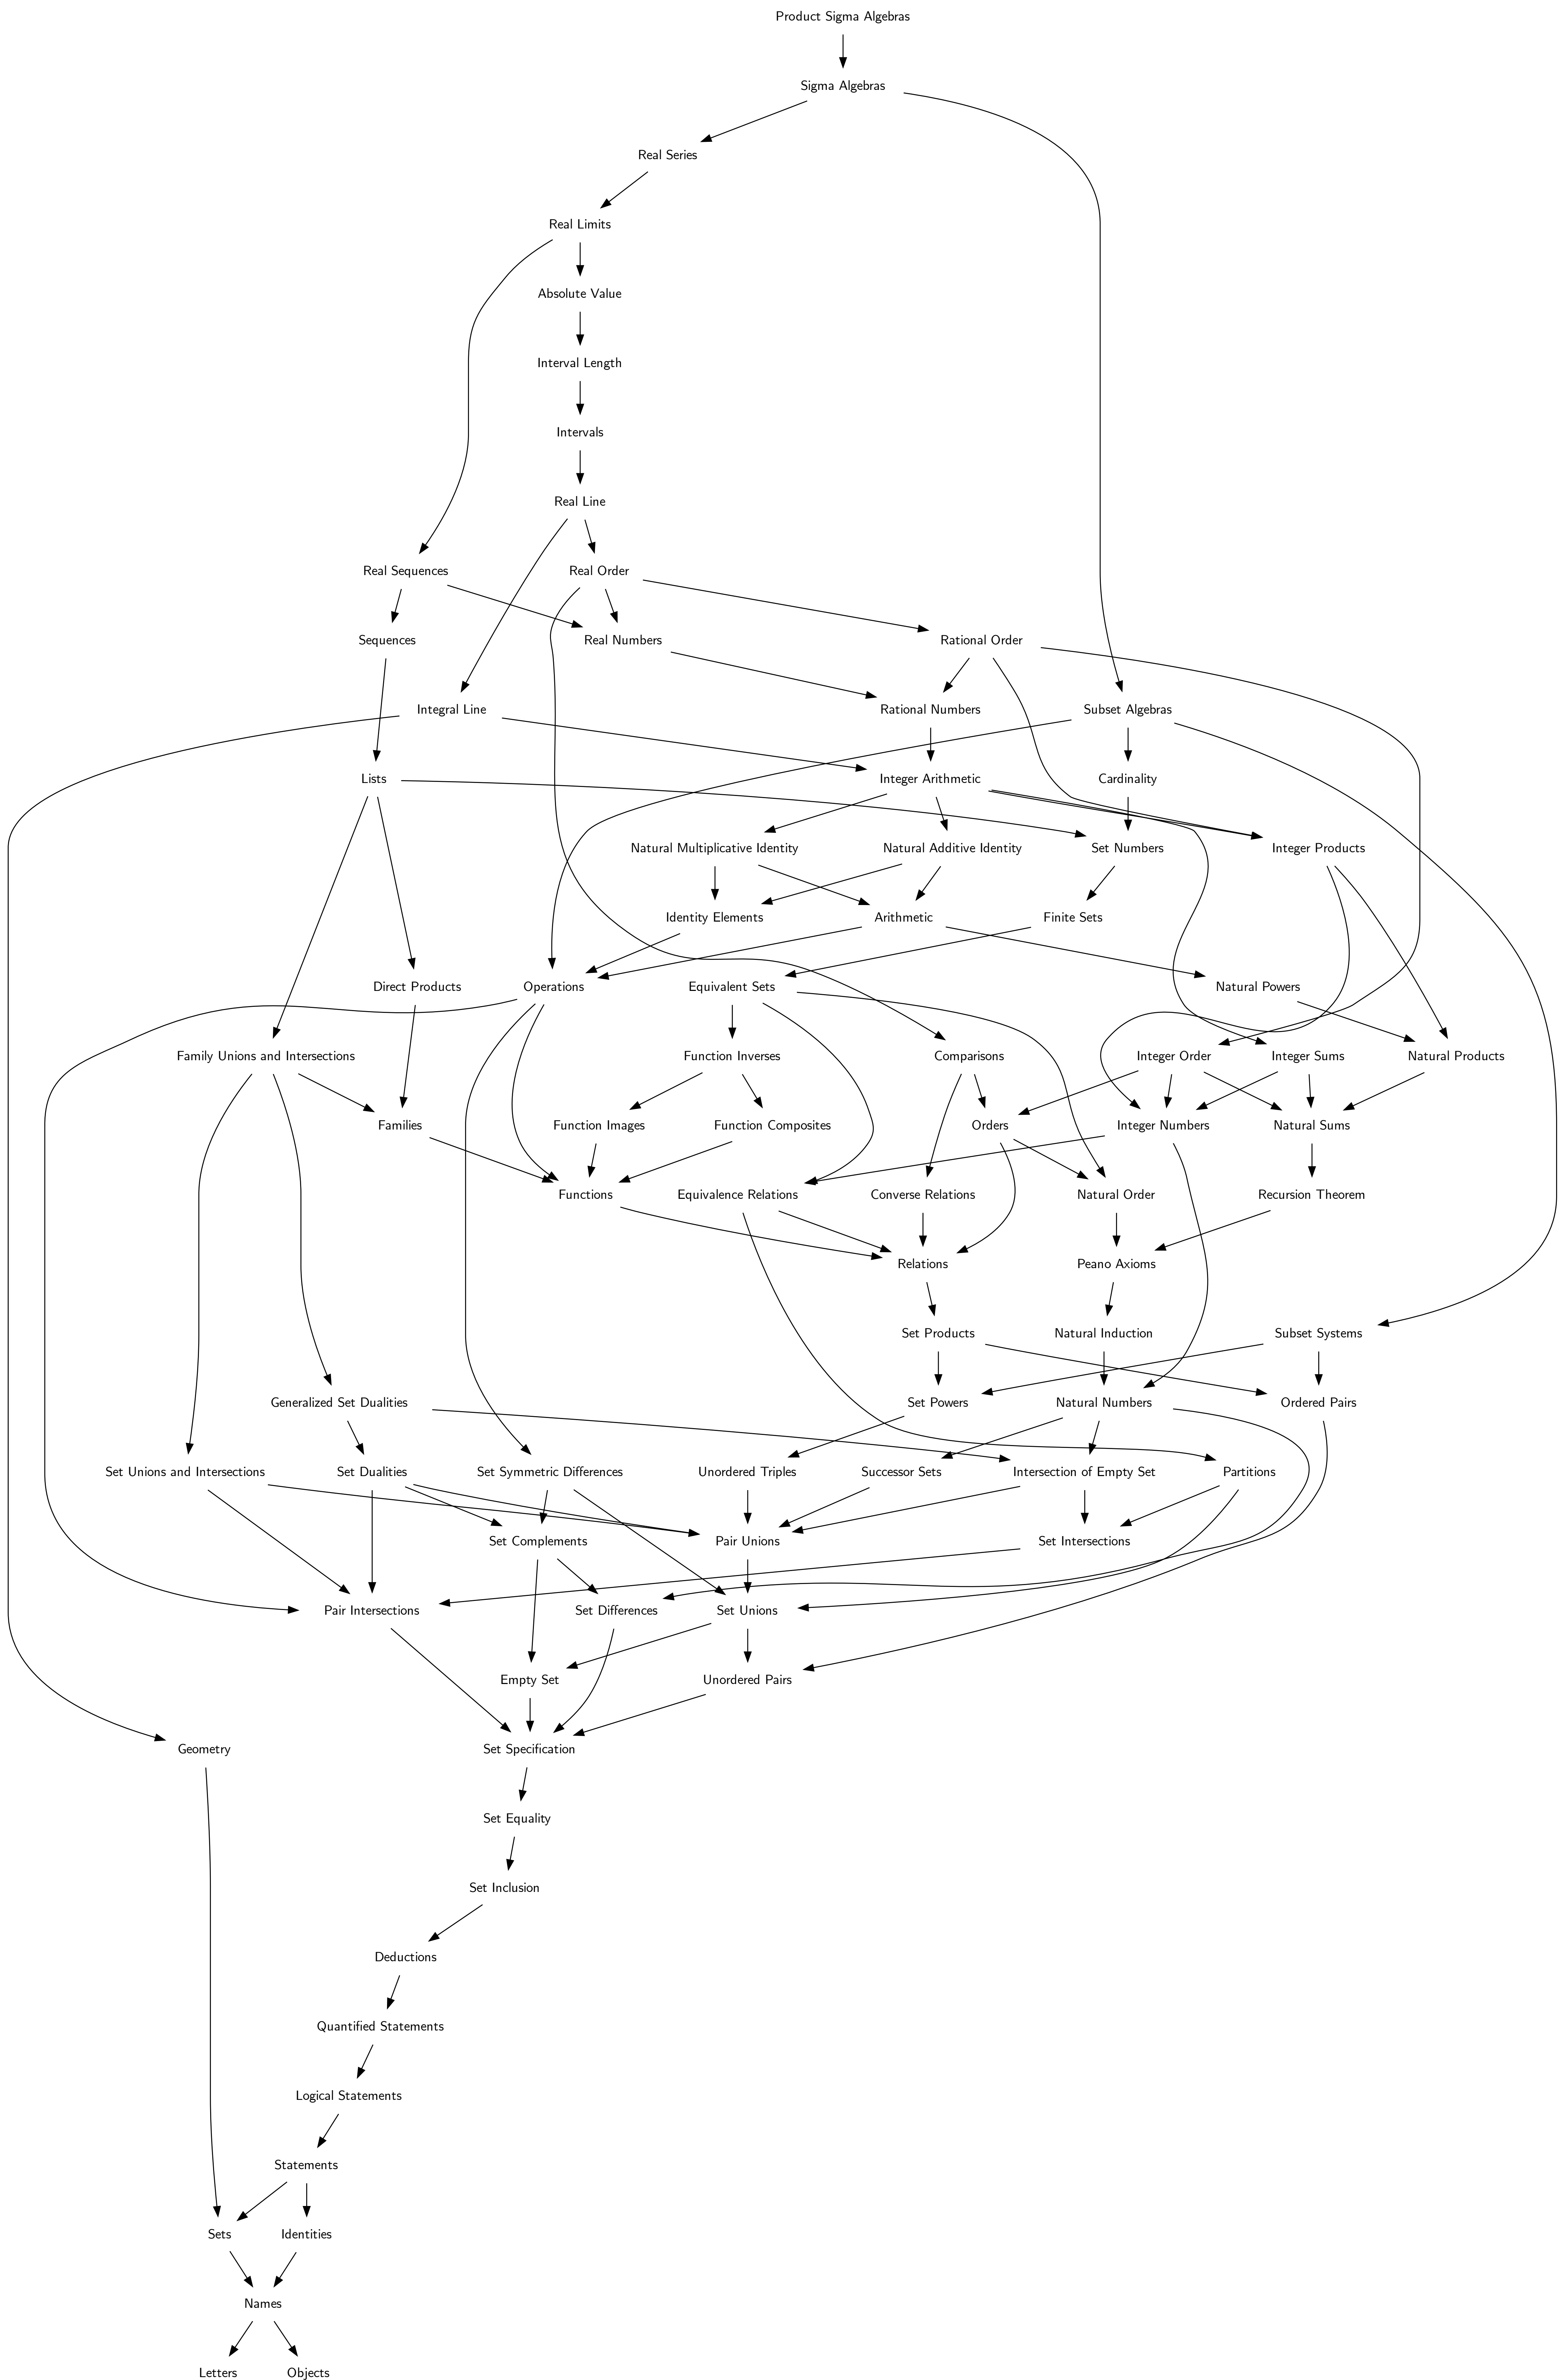 Product Sigma Algebras
Sigma Algebras
Real Series
Real Limits
Absolute Value
Interval Length
Intervals
Real Line
Real Sequences
Real Order
Sequences
Real Numbers
Rational Order
Integral Line
Rational Numbers
Subset Algebras
Lists
Integer Arithmetic
Cardinality
Natural Multiplicative Identity
Natural Additive Identity
Set Numbers
Integer Products
Identity Elements
Arithmetic
Finite Sets
Direct Products
Operations
Equivalent Sets
Natural Powers
Family Unions and Intersections
Function Inverses
Comparisons
Integer Order
Integer Sums
Natural Products
Families
Function Images
Function Composites
Orders
Integer Numbers
Natural Sums
Functions
Equivalence Relations
Converse Relations
Natural Order
Recursion Theorem
Relations
Peano Axioms
Set Products
Natural Induction
Subset Systems
Generalized Set Dualities
Set Powers
Natural Numbers
Ordered Pairs
Set Unions and Intersections
Set Dualities
Set Symmetric Differences
Unordered Triples
Successor Sets
Intersection of Empty Set
Partitions
Set Complements
Pair Unions
Set Intersections
Pair Intersections
Set Differences
Set Unions
Empty Set
Unordered Pairs
Geometry
Set Specification
Set Equality
Set Inclusion
Deductions
Quantified Statements
Logical Statements
Statements
Sets
Identities
Names
Letters
Objects